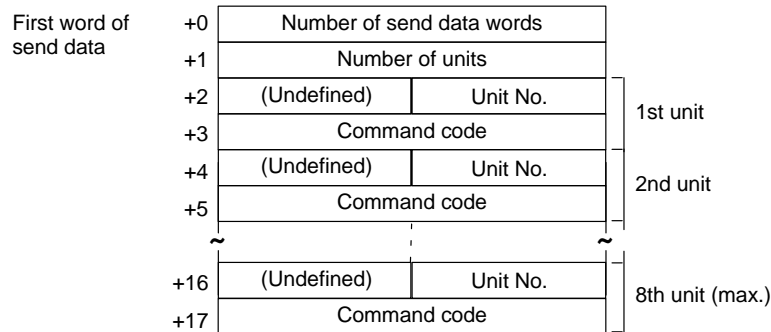 First word of
send data
+0 Number of send data words
+1 Number of units
+2 (Undefined) Unit No.
+3 Command code
1st unit
+4 (Undefined) Unit No.
+5 Command code
2nd unit
~ ~
+16 (Undefined) Unit No.
+17 Command code
8th unit (max.)